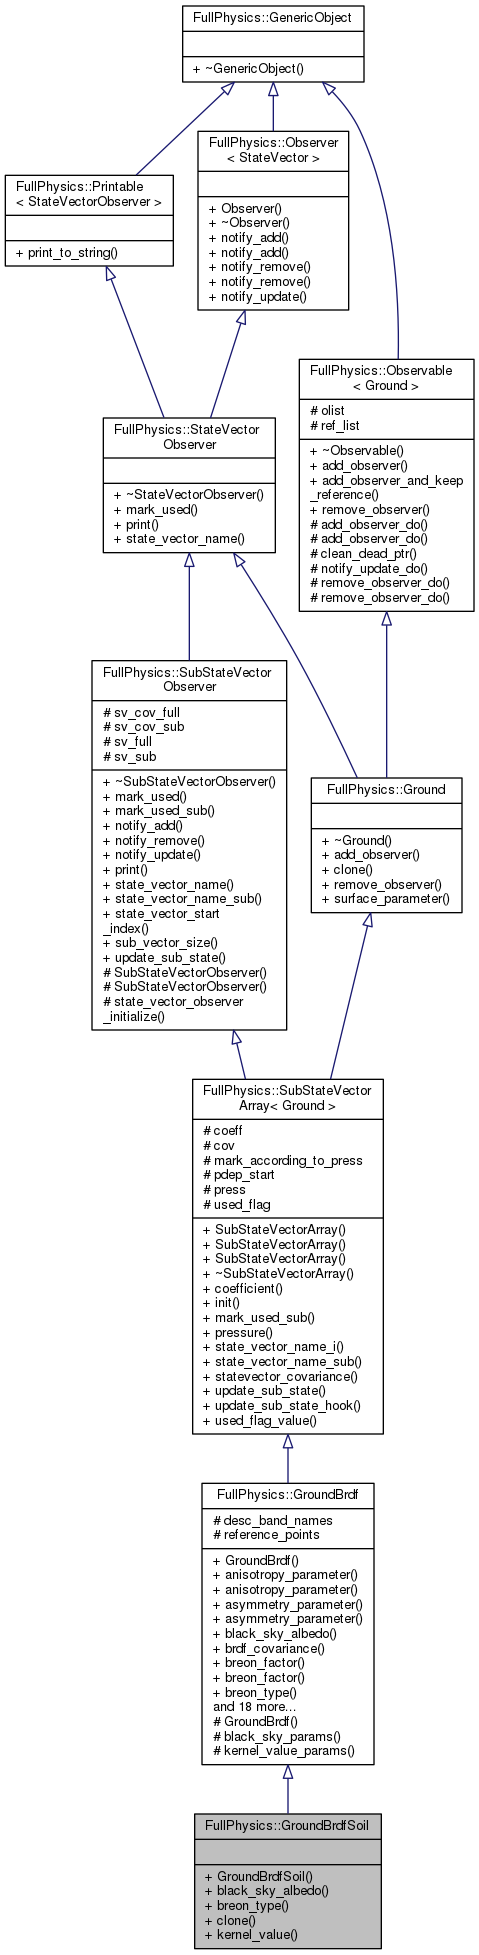 FullPhysics::GenericObject
+ ~GenericObject()
FullPhysics::Observer
< StateVector >
+ Observer()
+ ~Observer()
+ notify_add()
+ notify_add()
+ notify_remove()
+ notify_remove()
+ notify_update()
FullPhysics::Printable
< StateVectorObserver >
+ print_to_string()
FullPhysics::Observable
< Ground >
# olist
# ref_list
+ ~Observable()
+ add_observer()
+ add_observer_and_keep
_reference()
+ remove_observer()
# add_observer_do()
# add_observer_do()
# clean_dead_ptr()
# notify_update_do()
# remove_observer_do()
# remove_observer_do()
FullPhysics::StateVector
Observer
+ ~StateVectorObserver()
+ mark_used()
+ print()
+ state_vector_name()
FullPhysics::SubStateVector
Observer
# sv_cov_full
# sv_cov_sub
# sv_full
# sv_sub
+ ~SubStateVectorObserver()
+ mark_used()
+ mark_used_sub()
+ notify_add()
+ notify_remove()
+ notify_update()
+ print()
+ state_vector_name()
+ state_vector_name_sub()
+ state_vector_start
_index()
+ sub_vector_size()
+ update_sub_state()
# SubStateVectorObserver()
# SubStateVectorObserver()
# state_vector_observer
_initialize()
FullPhysics::Ground
+ ~Ground()
+ add_observer()
+ clone()
+ remove_observer()
+ surface_parameter()
FullPhysics::SubStateVector
Array< Ground >
# coeff
# cov
# mark_according_to_press
# pdep_start
# press
# used_flag
+ SubStateVectorArray()
+ SubStateVectorArray()
+ SubStateVectorArray()
+ ~SubStateVectorArray()
+ coefficient()
+ init()
+ mark_used_sub()
+ pressure()
+ state_vector_name_i()
+ state_vector_name_sub()
+ statevector_covariance()
+ update_sub_state()
+ update_sub_state_hook()
+ used_flag_value()
FullPhysics::GroundBrdf
# desc_band_names
# reference_points
+ GroundBrdf()
+ anisotropy_parameter()
+ anisotropy_parameter()
+ asymmetry_parameter()
+ asymmetry_parameter()
+ black_sky_albedo()
+ brdf_covariance()
+ breon_factor()
+ breon_factor()
+ breon_type()
and 18 more...
# GroundBrdf()
# black_sky_params()
# kernel_value_params()
FullPhysics::GroundBrdfSoil
+ GroundBrdfSoil()
+ black_sky_albedo()
+ breon_type()
+ clone()
+ kernel_value()